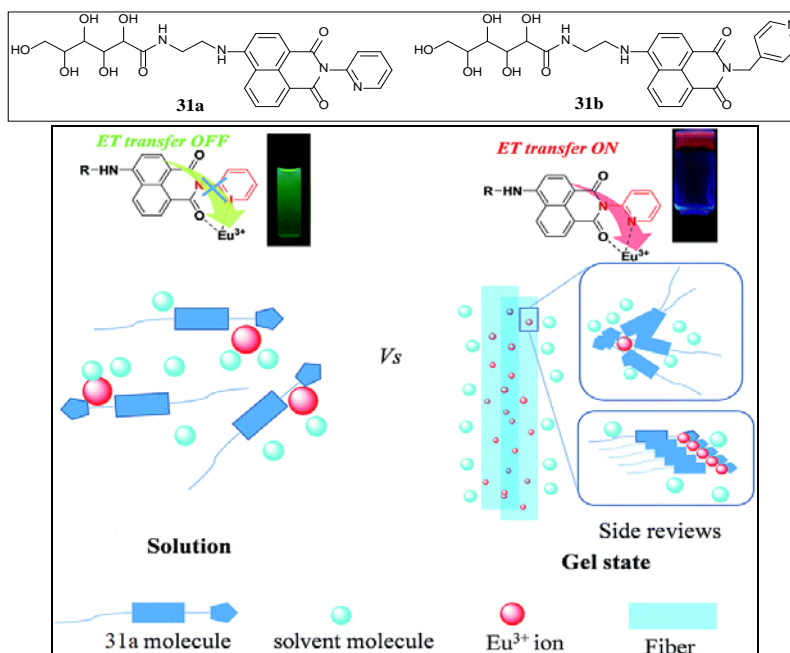 OH OH OH H N O
HO N H N
OH OH O
N
31a O N
OH OH OH H N O N
HO N H N
OH OH O
31b O
ET transfer OFF
ET transfer ON
O
R-HN N
O
Eu³⁺
O
R-HN N
N
O
Eu³⁺
Vs
Side reviews
Solution
Gel state
31a molecule
solvent molecule
Eu³⁺ ion
Fiber